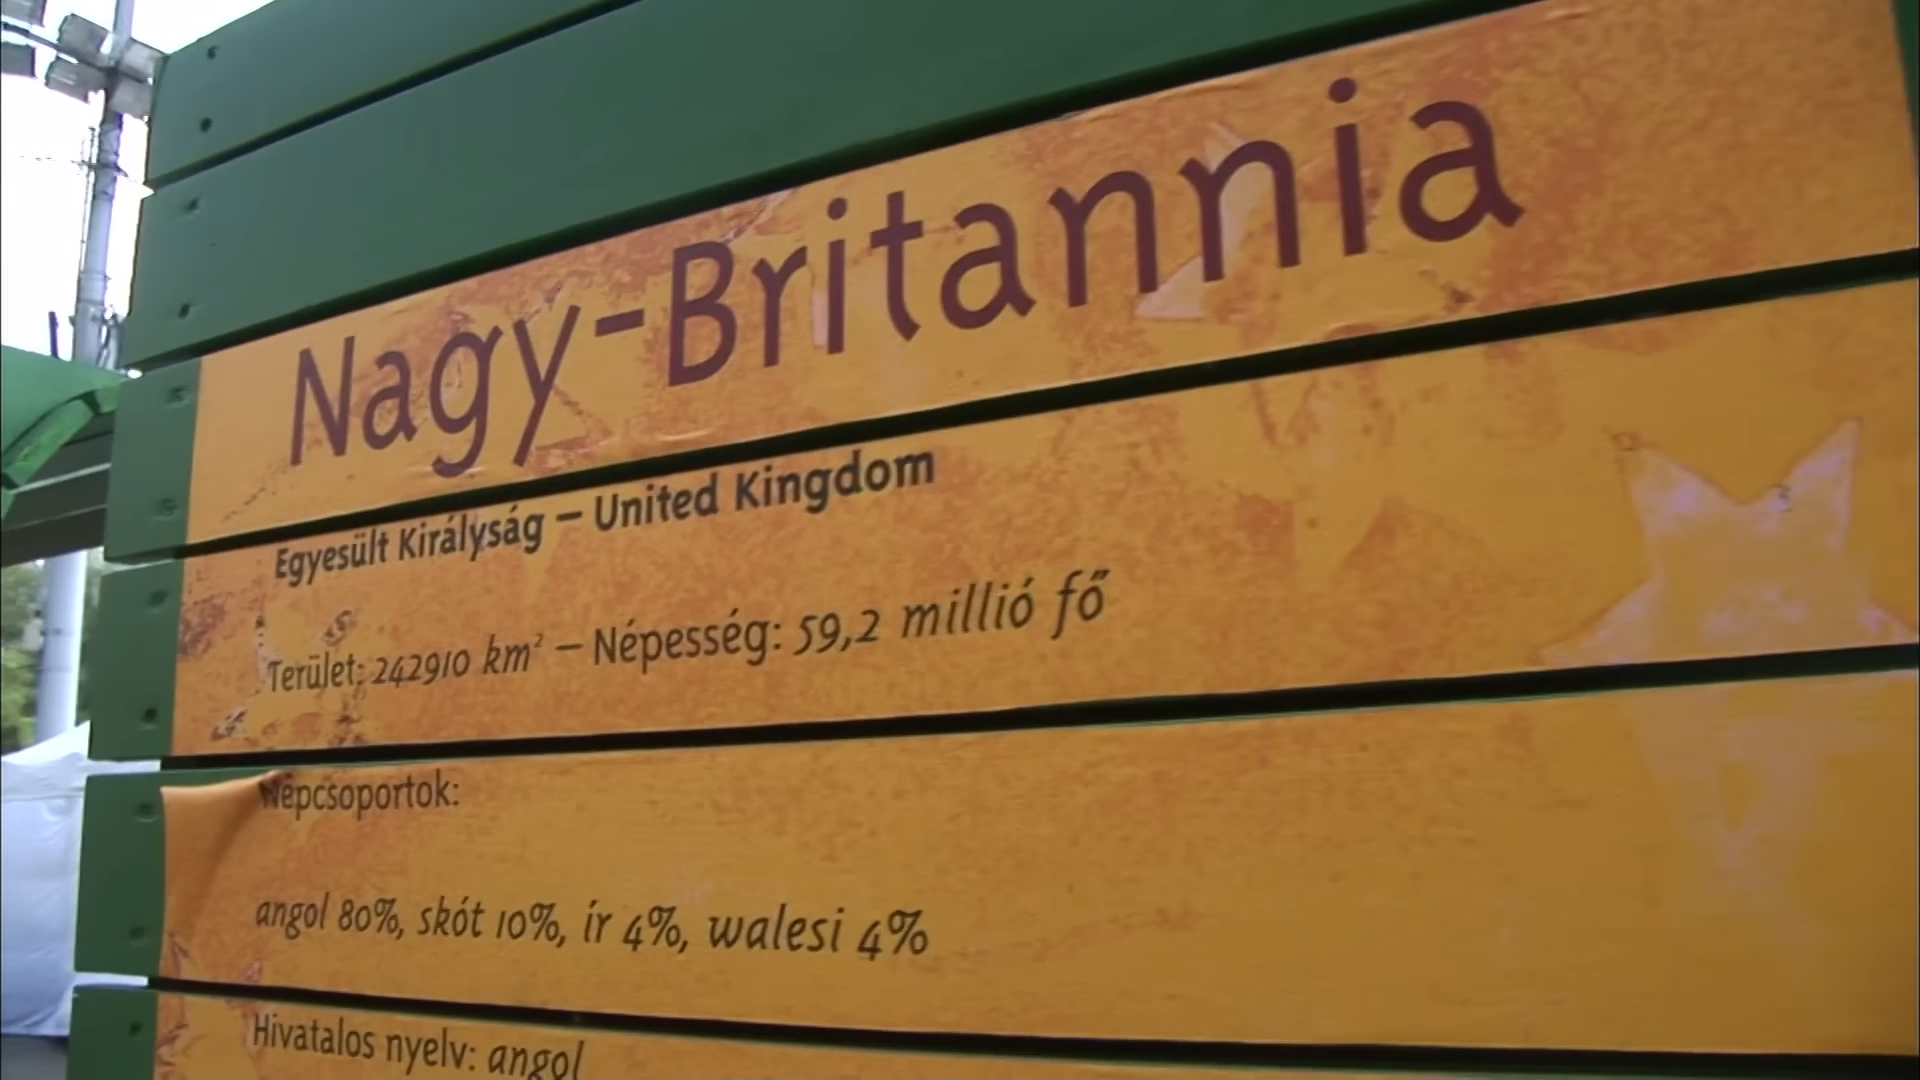 Nagy-Britannia
Egyesült Királyság – United Kingdom
Terület: 242910 km² – Népesség: 59,2 millió fő
Népcsoportok:
angol 80%, skót 10%, ír 4%, walesi 4%
Hivatalos nyelv: angol